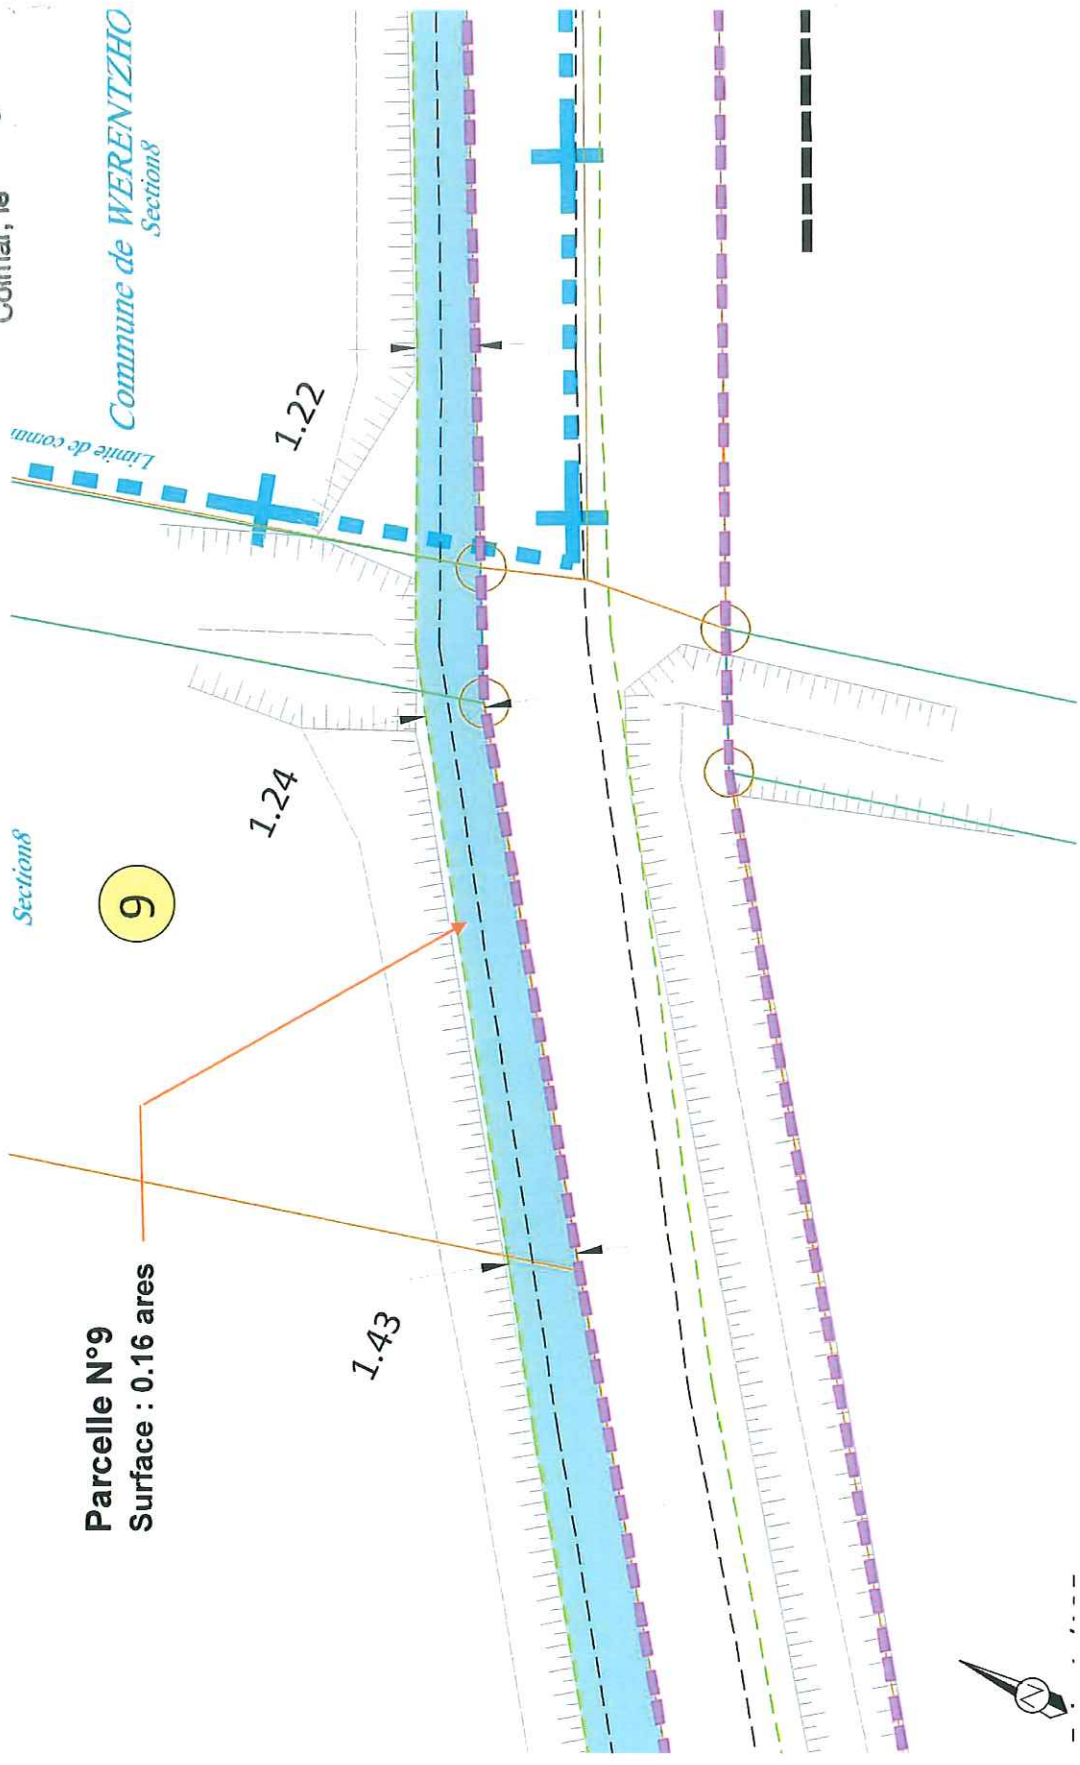 Colmar, le
Commune de WERENTZHO
Section8
Limite de comm
1.22
Section8
9
1.24
Parcelle N°9
Surface : 0.16 ares
1.43
N